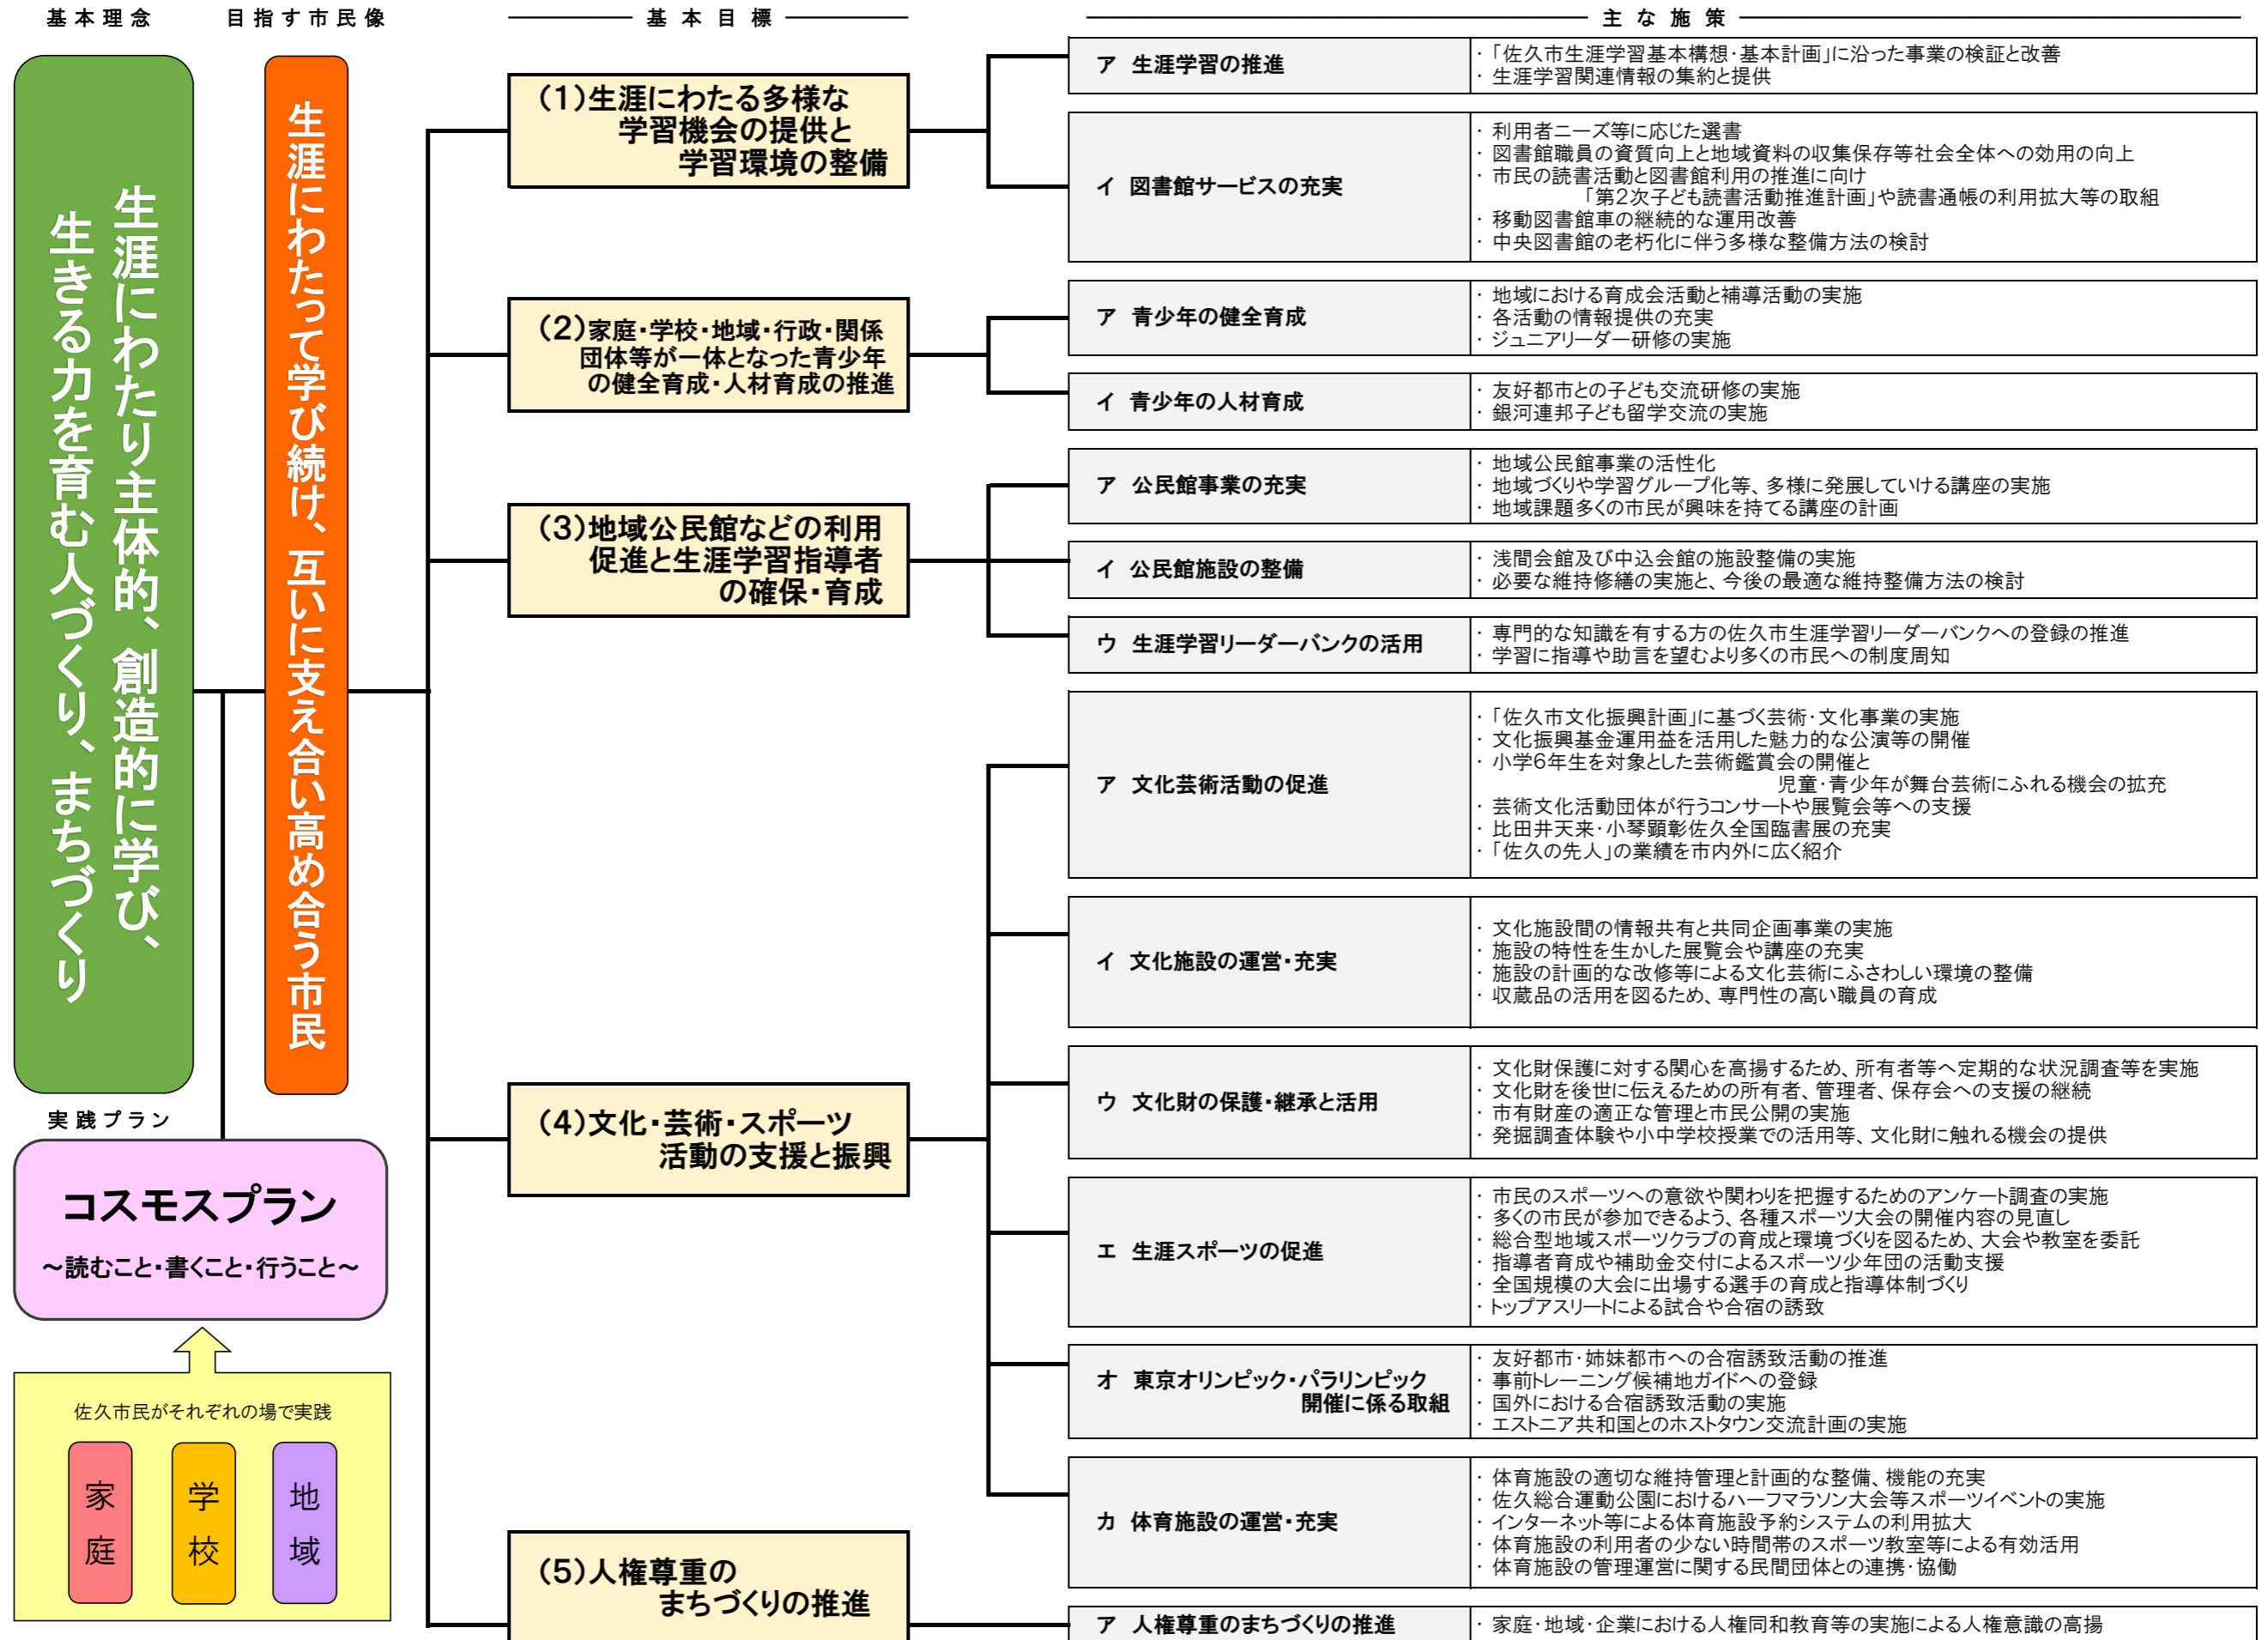 基本理念
目指す市民像
基本目標
主な施策
生涯にわたり主体的、創造的に学び、
生きる力を育む人づくり、まちづくり
生涯にわたって学び続け、互いに支え合い高め合う市民
実践プラン
コスモスプラン
～読むこと・書くこと・行うこと～
佐久市民がそれぞれの場で実践
家庭
学校
地域
（1）生涯にわたる多様な
学習機会の提供と
学習環境の整備
ア 生涯学習の推進
・「佐久市生涯学習基本構想・基本計画」に沿った事業の検証と改善
・ 生涯学習関連情報の集約と提供
イ 図書館サービスの充実
・ 利用者ニーズ等に応じた選書
・ 図書館職員の資質向上と地域資料の収集保存等社会全体への効用の向上
・ 市民の読書活動と図書館利用の推進に向け
「第2次子ども読書活動推進計画」や読書通帳の利用拡大等の取組
・ 移動図書館車の継続的な運用改善
・ 中央図書館の老朽化に伴う多様な整備方法の検討
（2）家庭・学校・地域・行政・関係
団体等が一体となった青少年
の健全育成・人材育成の推進
ア 青少年の健全育成
・ 地域における育成会活動と補導活動の実施
・ 各活動の情報提供の充実
・ ジュニアリーダー研修の実施
イ 青少年の人材育成
・ 友好都市との子ども交流研修の実施
・ 銀河連邦子ども留学交流の実施
（3）地域公民館などの利用
促進と生涯学習指導者
の確保・育成
ア 公民館事業の充実
・ 地域公民館事業の活性化
・ 地域づくりや学習グループ化等、多様に発展していける講座の実施
・ 地域課題多くの市民が興味を持てる講座の計画
イ 公民館施設の整備
・ 浅間会館及び中込会館の施設整備の実施
・ 必要な維持修繕の実施と、今後の最適な維持整備方法の検討
ウ 生涯学習リーダーバンクの活用
・ 専門的な知識を有する方の佐久市生涯学習リーダーバンクへの登録の推進
・ 学習に指導や助言を望むより多くの市民への制度周知
（4）文化・芸術・スポーツ
活動の支援と振興
ア 文化芸術活動の促進
・「佐久市文化振興計画」に基づく芸術・文化事業の実施
・ 文化振興基金運用益を活用した魅力的な公演等の開催
・ 小学6年生を対象とした芸術鑑賞会の開催と
児童・青少年が舞台芸術にふれる機会の拡充
・ 芸術文化活動団体が行うコンサートや展覧会等への支援
・ 比田井天来・小琴顕彰佐久全国臨書展の充実
・「佐久の先人」の業績を市内外に広く紹介
イ 文化施設の運営・充実
・ 文化施設間の情報共有と共同企画事業の実施
・ 施設の特性を生かした展覧会や講座の充実
・ 施設の計画的な改修等による文化芸術にふさわしい環境の整備
・ 収蔵品の活用を図るため、専門性の高い職員の育成
ウ 文化財の保護・継承と活用
・ 文化財保護に対する関心を高揚するため、所有者等へ定期的な状況調査等を実施
・ 文化財を後世に伝えるための所有者、管理者、保存会への支援の継続
・ 市有財産の適正な管理と市民公開の実施
・ 発掘調査体験や小中学校授業での活用等、文化財に触れる機会の提供
エ 生涯スポーツの促進
・ 市民のスポーツへの意欲や関わりを把握するためのアンケート調査の実施
・ 多くの市民が参加できるよう、各種スポーツ大会の開催内容の見直し
・ 総合型地域スポーツクラブの育成と環境づくりを図るため、大会や教室を委託
・ 指導者育成や補助金交付によるスポーツ少年団の活動支援
・ 全国規模の大会に出場する選手の育成と指導体制づくり
・ トップアスリートによる試合や合宿の誘致
オ 東京オリンピック・パラリンピック
開催に係る取組
・ 友好都市・姉妹都市への合宿誘致活動の推進
・ 事前トレーニング候補地ガイドへの登録
・ 国外における合宿誘致活動の実施
・ エストニア共和国とのホストタウン交流計画の実施
カ 体育施設の運営・充実
・ 体育施設の適切な維持管理と計画的な整備、機能の充実
・ 佐久総合運動公園におけるハーフマラソン大会等スポーツイベントの実施
・ インターネット等による体育施設予約システムの利用拡大
・ 体育施設の利用者の少ない時間帯のスポーツ教室等による有効活用
・ 体育施設の管理運営に関する民間団体との連携・協働
（5）人権尊重の
まちづくりの推進
ア 人権尊重のまちづくりの推進
・ 家庭・地域・企業における人権同和教育等の実施による人権意識の高揚